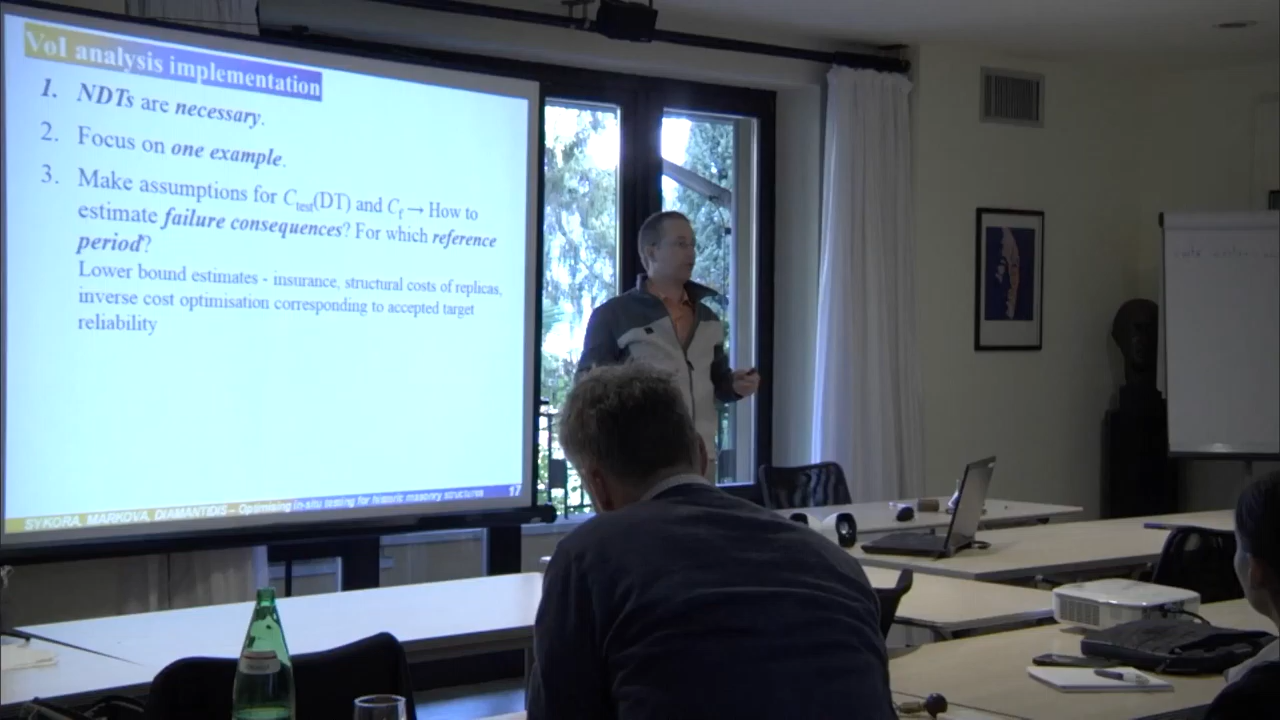 VoI analysis implementation
1. NDTs are necessary.
2. Focus on one example.
3. Make assumptions for Ctest(DT) and Cf → How to
estimate failure consequences? For which reference
period?
Lower bound estimates - insurance, structural costs of replicas,
inverse cost optimisation corresponding to accepted target
reliability
SYKORA, MARKOVA, DIAMANTIDIS – Optimising in-situ testing for historic masonry structures 17